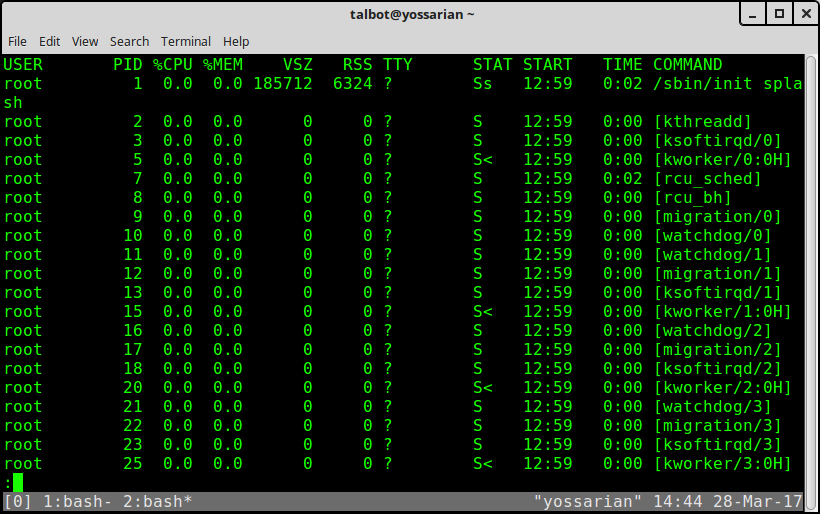 talbot@yossarian ~
File Edit View Search Terminal Help
USER       PID %CPU %MEM    VSZ   RSS TTY      STAT START   TIME COMMAND
root         1  0.0  0.0 185712  6324 ?        Ss   12:59   0:02 /sbin/init spla
sh
root         2  0.0  0.0      0     0 ?        S    12:59   0:00 [kthreadd]
root         3  0.0  0.0      0     0 ?        S    12:59   0:00 [ksoftirqd/0]
root         5  0.0  0.0      0     0 ?        S<   12:59   0:00 [kworker/0:0H]
root         7  0.0  0.0      0     0 ?        S    12:59   0:02 [rcu_sched]
root         8  0.0  0.0      0     0 ?        S    12:59   0:00 [rcu_bh]
root         9  0.0  0.0      0     0 ?        S    12:59   0:00 [migration/0]
root        10  0.0  0.0      0     0 ?        S    12:59   0:00 [watchdog/0]
root        11  0.0  0.0      0     0 ?        S    12:59   0:00 [watchdog/1]
root        12  0.0  0.0      0     0 ?        S    12:59   0:00 [migration/1]
root        13  0.0  0.0      0     0 ?        S    12:59   0:00 [ksoftirqd/1]
root        15  0.0  0.0      0     0 ?        S<   12:59   0:00 [kworker/1:0H]
root        16  0.0  0.0      0     0 ?        S    12:59   0:00 [watchdog/2]
root        17  0.0  0.0      0     0 ?        S    12:59   0:00 [migration/2]
root        18  0.0  0.0      0     0 ?        S    12:59   0:00 [ksoftirqd/2]
root        20  0.0  0.0      0     0 ?        S<   12:59   0:00 [kworker/2:0H]
root        21  0.0  0.0      0     0 ?        S    12:59   0:00 [watchdog/3]
root        22  0.0  0.0      0     0 ?        S    12:59   0:00 [migration/3]
root        23  0.0  0.0      0     0 ?        S    12:59   0:00 [ksoftirqd/3]
root        25  0.0  0.0      0     0 ?        S<   12:59   0:00 [kworker/3:0H]
:
[0] 1:bash- 2:bash*                                  "yossarian" 14:44 28-Mar-17